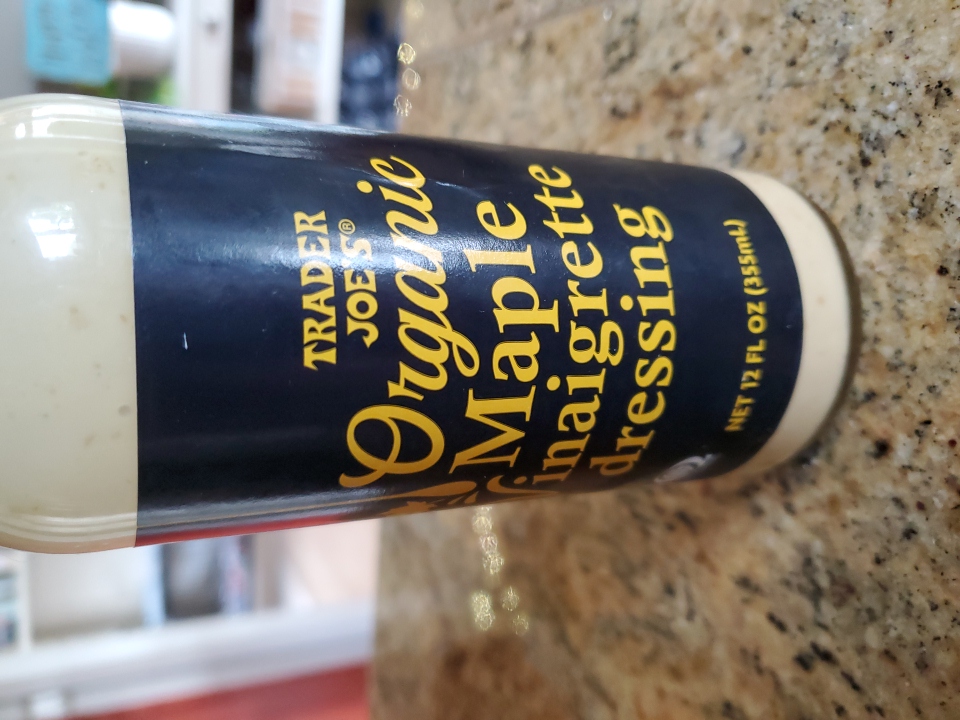 TRADER
JOE'S®
Organic
Maple
Vinaigrette
dressing
NET 12 FL OZ (355mL)